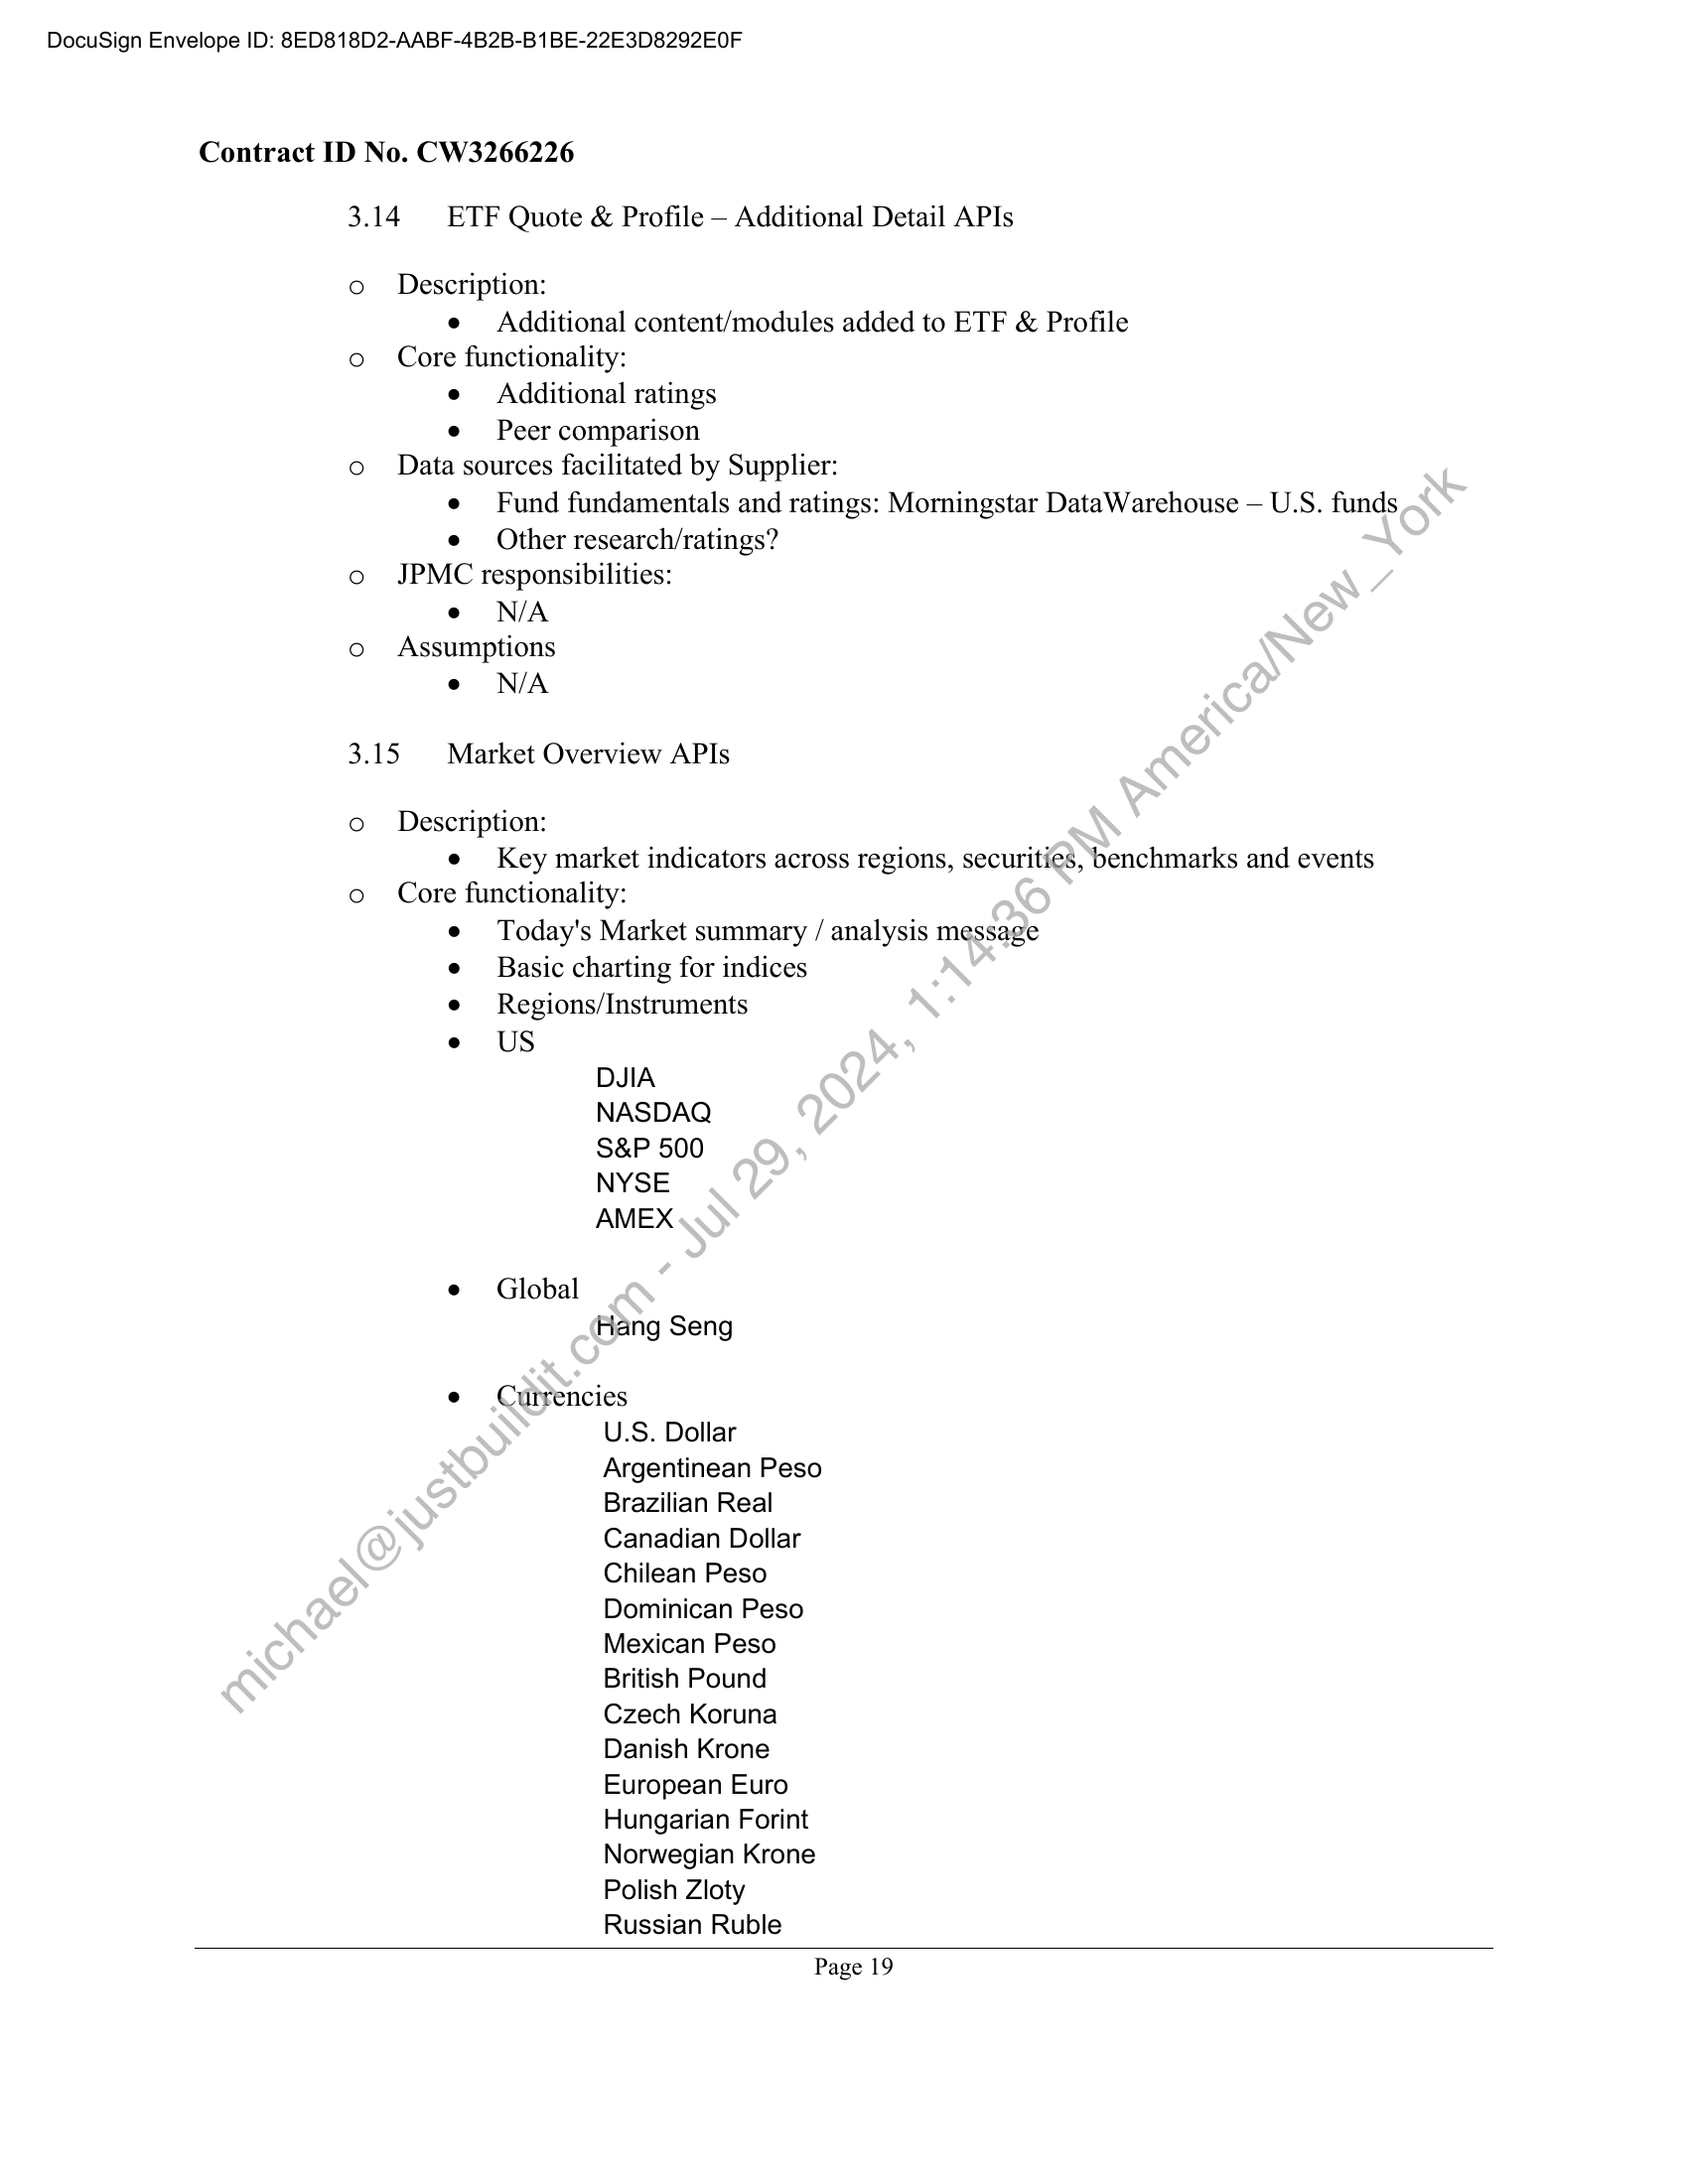 DocuSign Envelope ID: 8ED818D2-AABF-4B2B-B1BE-22E3D8292E0F
Contract ID No. CW3266226
3.14 ETF Quote & Profile – Additional Detail APIs
o Description:
• Additional content/modules added to ETF & Profile
o Core functionality:
• Additional ratings
• Peer comparison
o Data sources facilitated by Supplier:
• Fund fundamentals and ratings: Morningstar DataWarehouse – U.S. funds
• Other research/ratings?
o JPMC responsibilities:
• N/A
o Assumptions
• N/A
3.15 Market Overview APIs
o Description:
• Key market indicators across regions, securities, benchmarks and events
o Core functionality:
• Today's Market summary / analysis message
• Basic charting for indices
• Regions/Instruments
• US
DJIA
NASDAQ
S&P 500
NYSE
AMEX
• Global
Hang Seng
• Currencies
U.S. Dollar
Argentinean Peso
Brazilian Real
Canadian Dollar
Chilean Peso
Dominican Peso
Mexican Peso
British Pound
Czech Koruna
Danish Krone
European Euro
Hungarian Forint
Norwegian Krone
Polish Zloty
Russian Ruble
Page 19
michael@justbuildit.com - Jul 29, 2024, 1:14:36 PM America/New_York